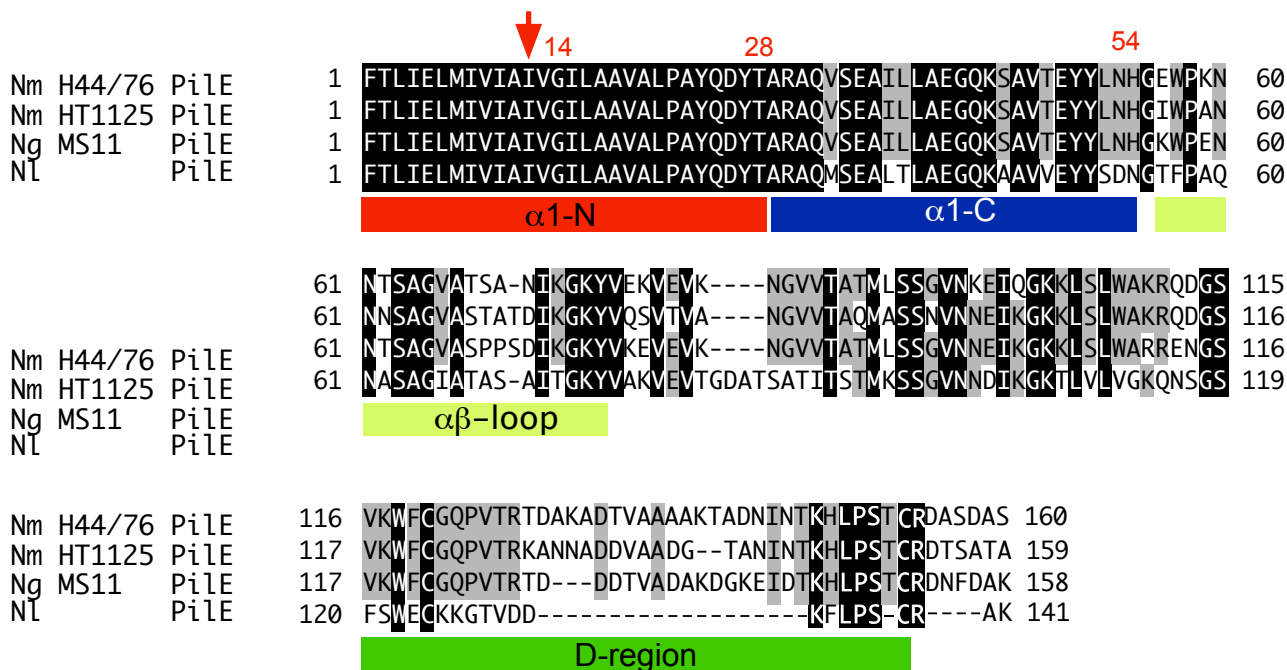 14 28 54
Nm H44/76 PilE 1 FTLIELMIVIAIVGILAAVALPAYQDYTARAQVSEAILLAEGQKSAVTEYYLNHGEWPKN 60
Nm HT1125 PilE 1 FTLIELMIVIAIVGILAAVALPAYQDYTARAQVSEAILLAEGQKSAVTEYYLNHGIWPAN 60
Ng MS11 PilE 1 FTLIELMIVIAIVGILAAVALPAYQDYTARAQVSEAILLAEGQKSAVTEYYLNHGKWPEN 60
Nl PilE 1 FTLIELMIVIAIVGILAAVALPAYQDYTARAQMSEALTLAEGQKAAVVEYYSDNGTFPAQ 60
α1-N α1-C
61 NTSAGVATSA-NIKGKYVEKVEVK----NGVVTATMLSSGVNKEIQGKKLSLWAKRQDGS 115
61 NNSAGVASTATDIKGKYVQSVTVA----NGVVTAQMASSNVNNEIKGKKLSLWAKRQDGS 116
Nm H44/76 PilE 61 NTSAGVASPPSDIKGKYVKEVEVK----NGVVTATMLSSGVNNEIKGKKLSLWARRENGS 116
Nm HT1125 PilE 61 NASAGIATAS-AITGKYVAKVEVTGDATSATITSTMKSSGVNNDIKGKTLVLVGKQNSGS 119
Ng MS11 PilE αβ-loop
Nl PilE
Nm H44/76 PilE 116 VKWFCGQPVTRTDAKADTVAAAAKTADNINTKHLPSTCRDASDAS 160
Nm HT1125 PilE 117 VKWFCGQPVTRKANNADDVAADG--TANINTKHLPSTCRDTSATA 159
Ng MS11 PilE 117 VKWFCGQPVTRTD---DDTVADAKDGKEIDTKHLPSTCRDNFDAK 158
Nl PilE 120 FSWECKKGTVDD-------------------KFLPS-CR----AK 141
D-region